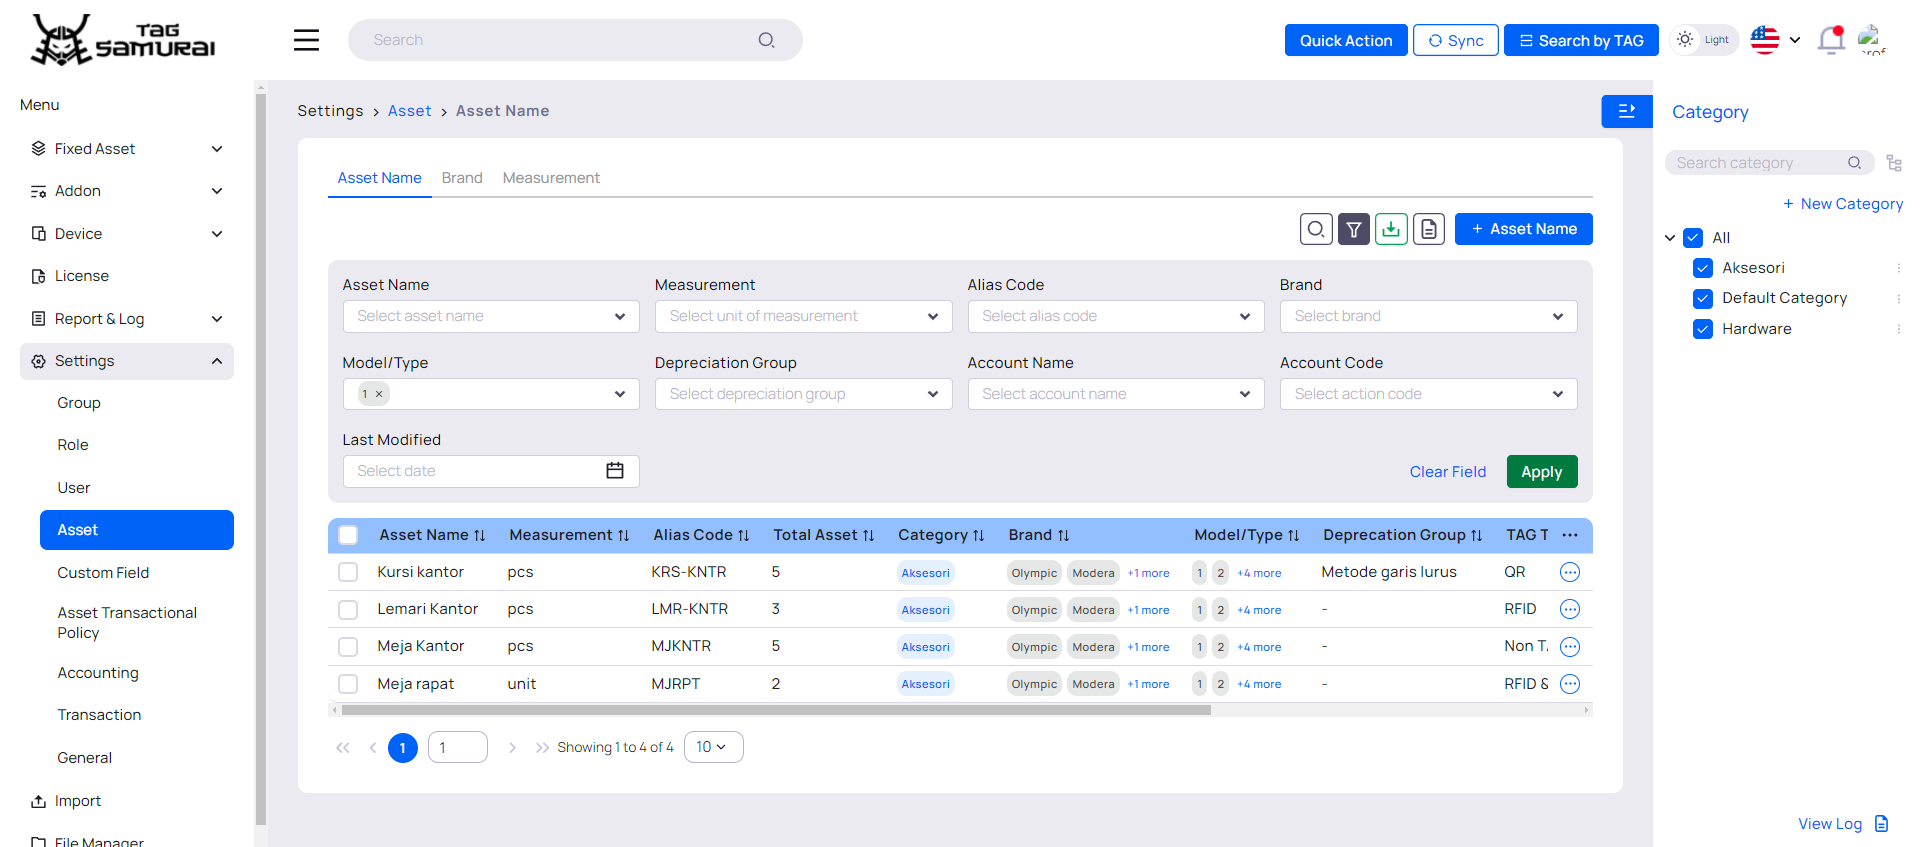 TAG SAMURAI
Search
Quick Action
Sync
Search by TAG
Light
prof
Menu
Fixed Asset
Addon
Device
License
Report & Log
Settings
Group
Role
User
Asset
Custom Field
Asset Transactional
Policy
Accounting
Transaction
General
Import
File Manager
Settings > Asset > Asset Name
Asset Name Brand Measurement
+ Asset Name
Asset Name Measurement Alias Code Brand
Select asset name Select unit of measurement Select alias code Select brand
Model/Type Depreciation Group Account Name Account Code
1 × Select depreciation group Select account name Select action code
Last Modified
Select date
Clear Field Apply
Asset Name Measurement Alias Code Total Asset Category Brand Model/Type Deprecation Group TAG T ···
Kursi kantor pcs KRS-KNTR 5 Aksesori Olympic Modera +1 more 1 2 +4 more Metode garis lurus QR
Lemari Kantor pcs LMR-KNTR 3 Aksesori Olympic Modera +1 more 1 2 +4 more - RFID
Meja Kantor pcs MJKNTR 5 Aksesori Olympic Modera +1 more 1 2 +4 more - Non T
Meja rapat unit MJRPT 2 Aksesori Olympic Modera +1 more 1 2 +4 more - RFID &
1 1 Showing 1 to 4 of 4 10
Category
Search category
+ New Category
All
Aksesori
Default Category
Hardware
View Log